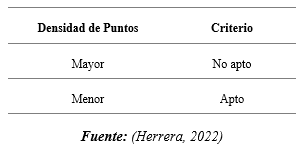 Densidad de Puntos Criterio
Mayor No apto
Menor Apto
Fuente: (Herrera, 2022)